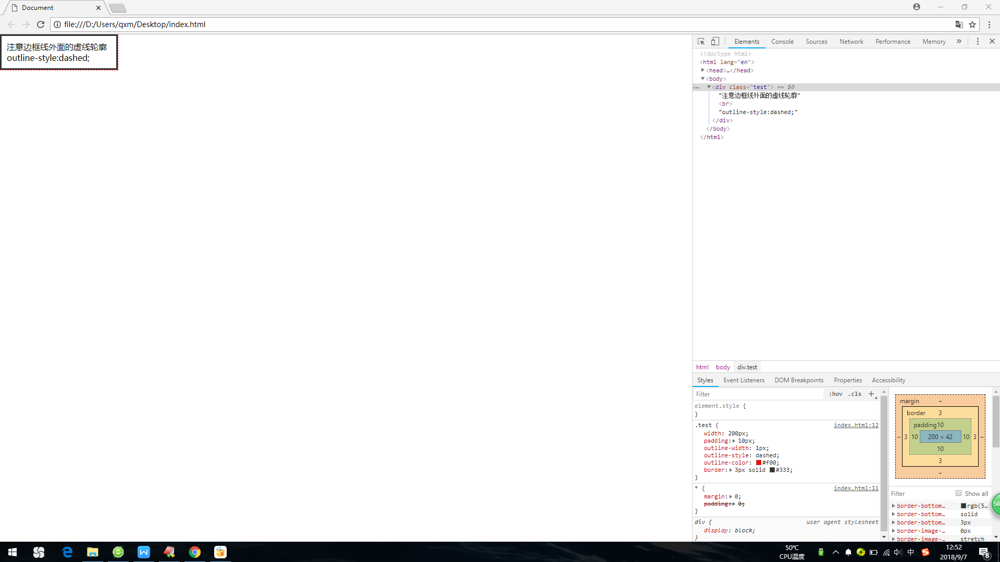 Document
file:///D:/Users/qxm/Desktop/index.html
注意边框线外面的虚线轮廓
outline-style:dashed;
Elements Console Sources Network Performance Memory »
<!doctype html>
<html lang="en">
<head>…</head>
<body>
… <div class="test"> == $0
"注意边框线外面的虚线轮廓"
<br>
"outline-style:dashed;"
</div>
</body>
</html>
html body div.test
Styles Event Listeners DOM Breakpoints Properties Accessibility
Filter :hov .cls +
element.style {
}
.test { index.html:12
width: 200px;
padding: 10px;
outline-width: 1px;
outline-style: dashed;
outline-color: #f00;
border: 3px solid #333;
}
* { index.html:11
margin: 0;
padding: 0;
}
div { user agent stylesheet
display: block;
}
margin –
border 3
padding 10
– 3 10 200 × 42 10 3 –
10
3
–
Filter Show all
border-bottom… rgb(5…
border-bottom… solid
border-bottom… 3px
border-image-… 0px
border-image-… stretch
50
50℃
CPU温度
中
12:52
2018/9/7
8